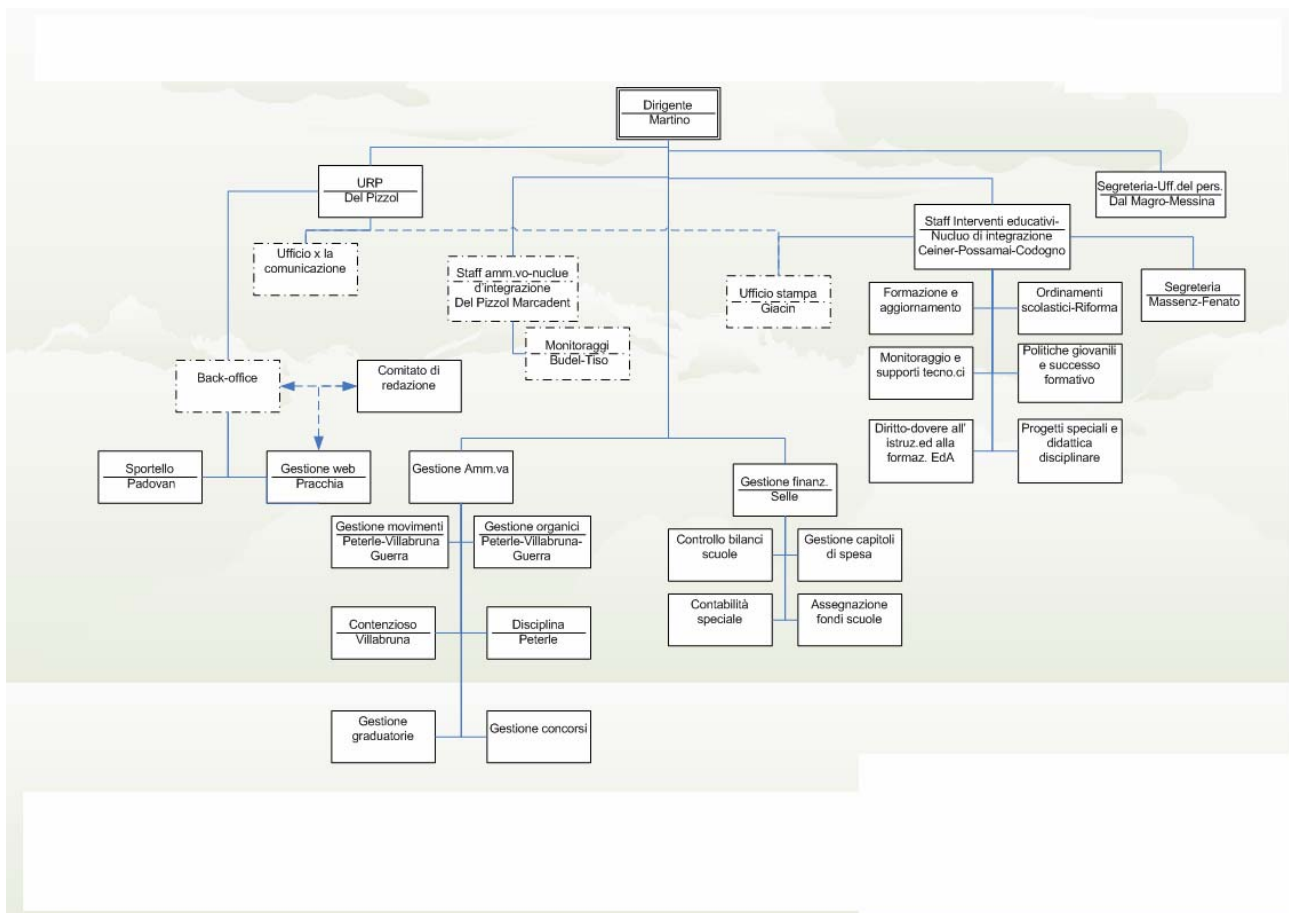 Dirigente
Martino
URP
Del Pizzol
Segreteria-Uff.del pers.
Dal Magro-Messina
Staff Interventi educativi-
Nucluo di integrazione
Ceiner-Possamai-Codogno
Ufficio x la
comunicazione
Staff amm.vo-nuclue
d'integrazione
Del Pizzol Marcadent
Ufficio stampa
Giacin
Segreteria
Massenz-Fenato
Formazione e
aggiornamento
Ordinamenti
scolastici-Riforma
Monitoraggi
Budel-Tiso
Monitoraggio e
supporti tecno.ci
Politiche giovanili
e successo
formativo
Back-office
Comitato di
redazione
Diritto-dovere all'
istruz.ed alla
formaz. EdA
Progetti speciali e
didattica
disciplinare
Sportello
Padovan
Gestione web
Pracchia
Gestione Amm.va
Gestione finanz.
Selle
Gestione movimenti
Peterle-Villabruna
Guerra
Gestione organici
Peterle-Villabruna-
Guerra
Controllo bilanci
scuole
Gestione capitoli
di spesa
Contenzioso
Villabruna
Disciplina
Peterle
Contabilità
speciale
Assegnazione
fondi scuole
Gestione
graduatorie
Gestione concorsi